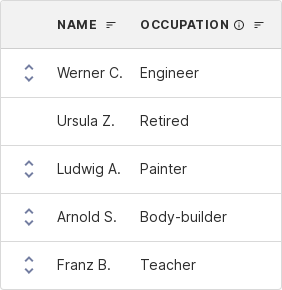 NAME OCCUPATION
Werner C. Engineer
Ursula Z. Retired
Ludwig A. Painter
Arnold S. Body-builder
Franz B. Teacher